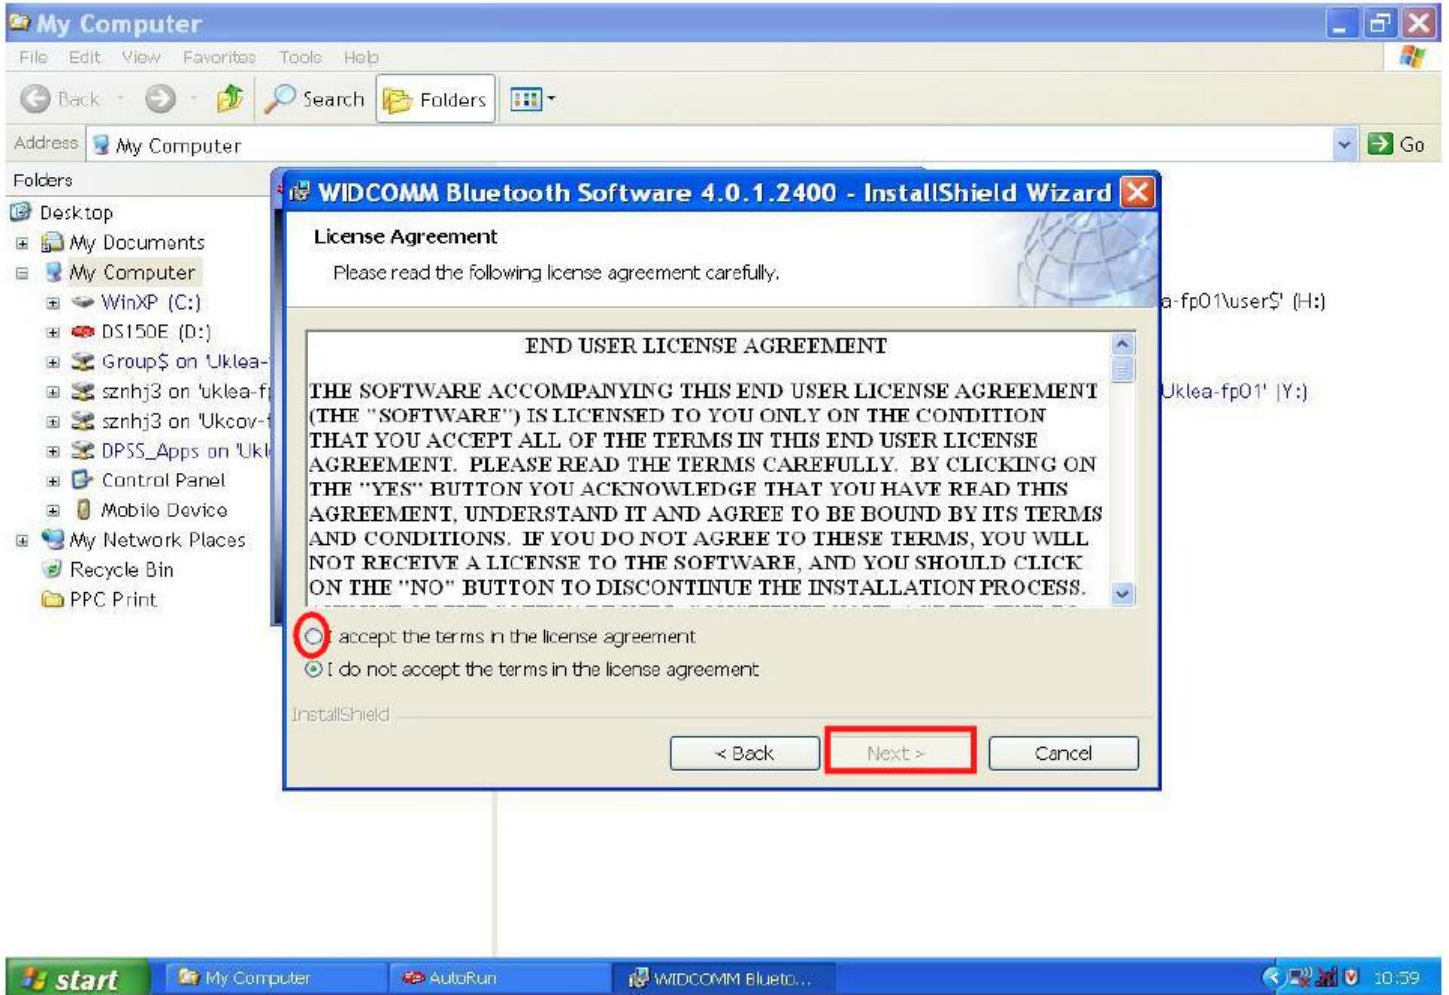 My Computer
File Edit View Favorites Tools Help
Back Search Folders
Address My Computer Go
Folders
Desktop
My Documents
My Computer
WinXP (C:)
DS150E (D:)
Group$ on 'Uklea-
sznhj3 on 'uklea-f
sznhj3 on 'Ukcov-f
DPSS_Apps on 'Ukl
Control Panel
Mobile Device
My Network Places
Recycle Bin
PPC Print
a-fp01\user$' (H:)
Uklea-fp01' (Y:)
WIDCOMM Bluetooth Software 4.0.1.2400 - InstallShield Wizard
License Agreement
Please read the following license agreement carefully.
END USER LICENSE AGREEMENT
THE SOFTWARE ACCOMPANYING THIS END USER LICENSE AGREEMENT
(THE "SOFTWARE") IS LICENSED TO YOU ONLY ON THE CONDITION
THAT YOU ACCEPT ALL OF THE TERMS IN THIS END USER LICENSE
AGREEMENT. PLEASE READ THE TERMS CAREFULLY. BY CLICKING ON
THE "YES" BUTTON YOU ACKNOWLEDGE THAT YOU HAVE READ THIS
AGREEMENT, UNDERSTAND IT AND AGREE TO BE BOUND BY ITS TERMS
AND CONDITIONS. IF YOU DO NOT AGREE TO THESE TERMS, YOU WILL
NOT RECEIVE A LICENSE TO THE SOFTWARE, AND YOU SHOULD CLICK
ON THE "NO" BUTTON TO DISCONTINUE THE INSTALLATION PROCESS.
I accept the terms in the license agreement
I do not accept the terms in the license agreement
InstallShield
< Back Next > Cancel
start My Computer AutoRun WIDCOMM Blueto... 10:59